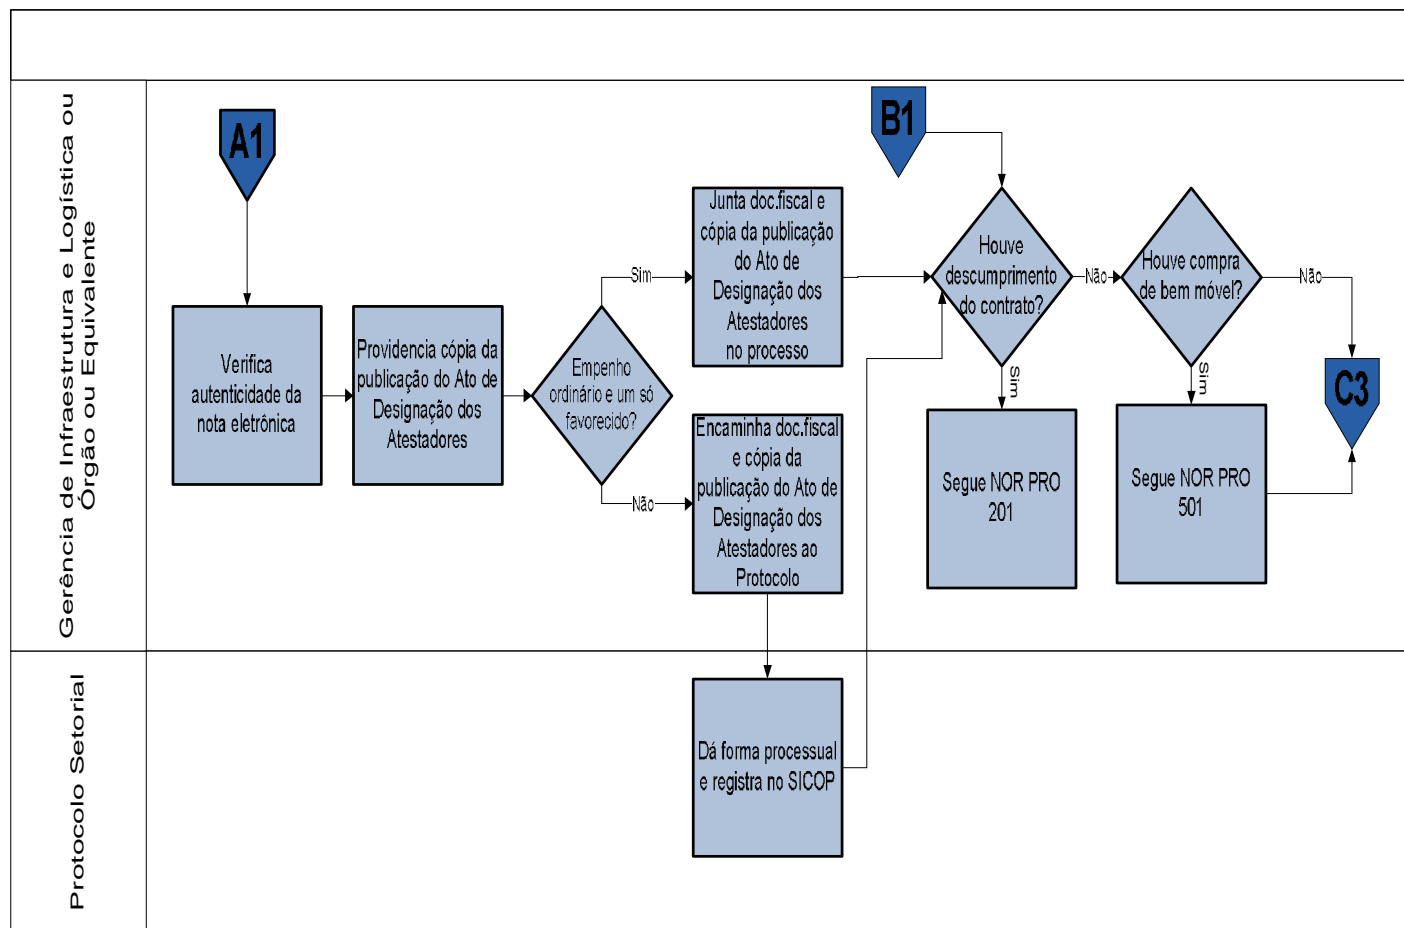 Gerência de Infraestrutura e Logística ou
Órgão ou Equivalente
A1
Verifica
autenticidade da
nota eletrônica
Providencia cópia da
publicação do Ato de
Designação dos
Atestadores
Empenho
ordinário e um só
favorecido?
Sim
Junta doc.fiscal e
cópia da publicação
do Ato de
Designação dos
Atestadores
no processo
Não
Encaminha doc.fiscal
e cópia da
publicação do Ato de
Designação dos
Atestadores ao
Protocolo
B1
Houve
descumprimento
do contrato?
Não
Sim
Segue NOR PRO
201
Houve compra
de bem móvel?
Não
Sim
Segue NOR PRO
501
C3
Protocolo Setorial
Dá forma processual
e registra no SICOP